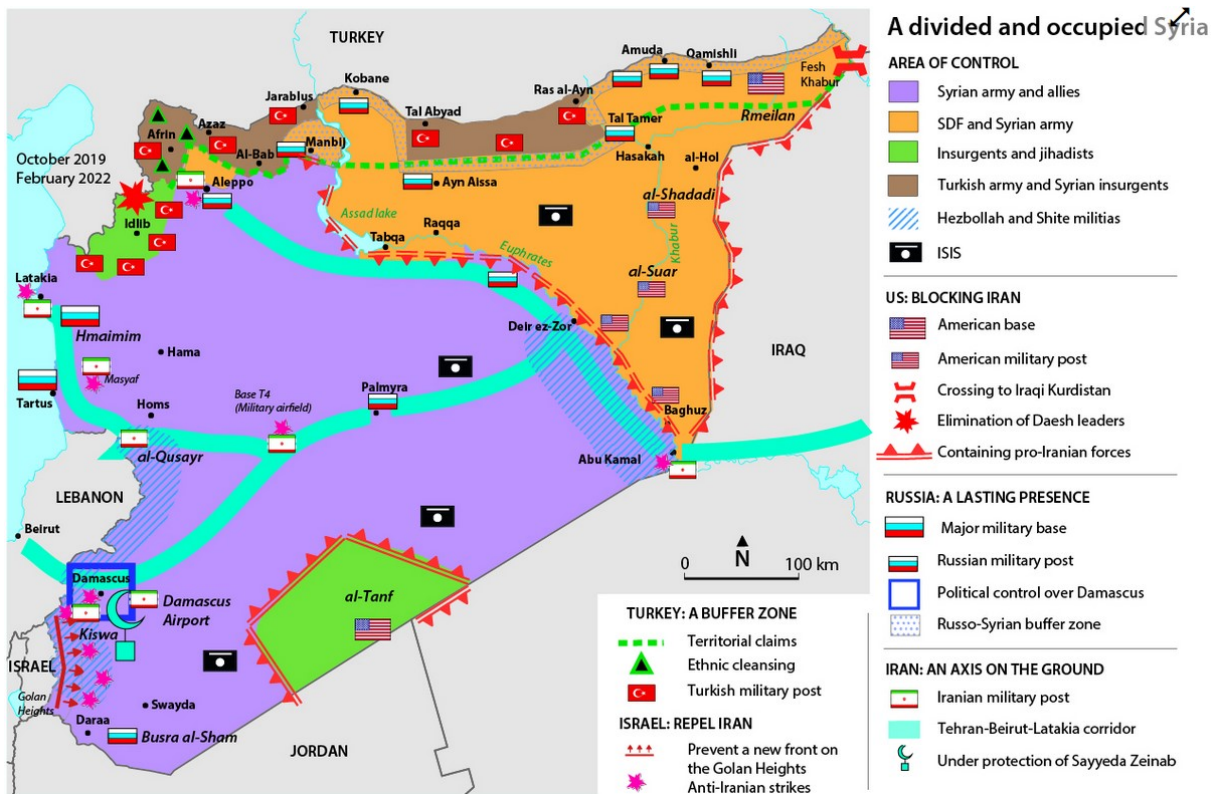 A divided and occupied Syria
AREA OF CONTROL
Syrian army and allies
SDF and Syrian army
Insurgents and jihadists
Turkish army and Syrian insurgents
Hezbollah and Shite militias
ISIS
US: BLOCKING IRAN
American base
American military post
Crossing to Iraqi Kurdistan
Elimination of Daesh leaders
Containing pro-Iranian forces
RUSSIA: A LASTING PRESENCE
Major military base
Russian military post
Political control over Damascus
Russo-Syrian buffer zone
IRAN: AN AXIS ON THE GROUND
Iranian military post
Tehran-Beirut-Latakia corridor
Under protection of Sayyeda Zeinab
TURKEY: A BUFFER ZONE
Territorial claims
Ethnic cleansing
Turkish military post
ISRAEL: REPEL IRAN
Prevent a new front on
the Golan Heights
Anti-Iranian strikes
TURKEY
Amuda
Qamishli
Fesh
Khabur
Kobane
Ras al-Ayn
Jarablus
Tal Abyad
Rmeilan
Azaz
Afrin
Tal Tamer
Manbij
Hasakah
al-Hol
October 2019
February 2022
Al-Bab
Aleppo
Ayn Aissa
al-Shadadi
Idlib
Assad lake
Raqqa
Tabqa
Euphrates
Khabur
al-Suar
Latakia
Hmaimim
Deir ez-Zor
IRAQ
Hama
Masyaf
Tartus
Homs
Base T4
(Military airfield)
Palmyra
Baghuz
al-Qusayr
Abu Kamal
LEBANON
Beirut
Damascus
Damascus
Airport
al-Tanf
Kiswa
ISRAEL
Golan
Heights
Swayda
Daraa
Busra al-Sham
JORDAN
N
0
100 km